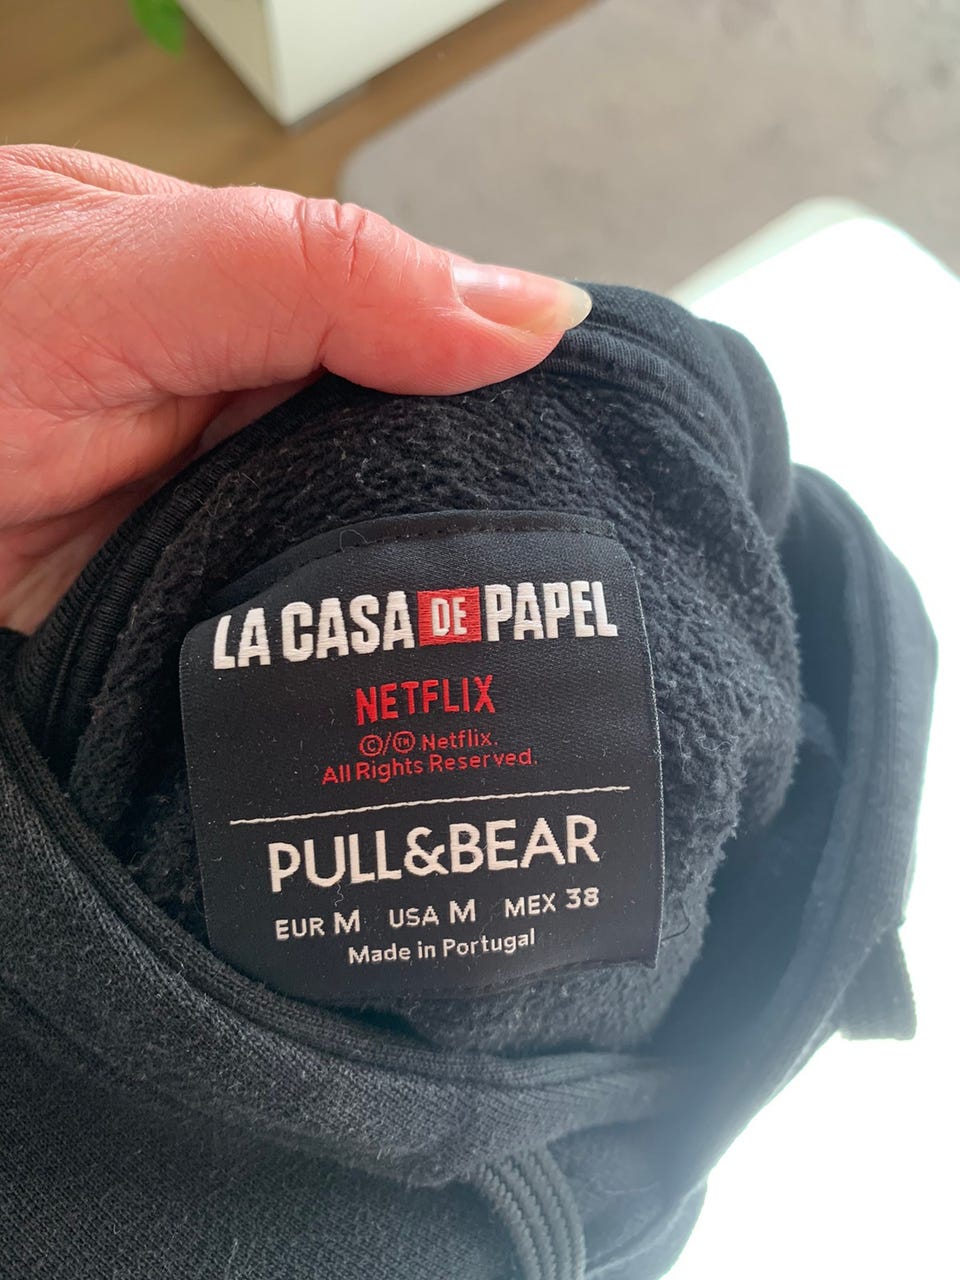 LA CASA DE PAPEL
NETFLIX
©/™ Netflix.
All Rights Reserved.
PULL&BEAR
EUR M USA M MEX 38
Made in Portugal